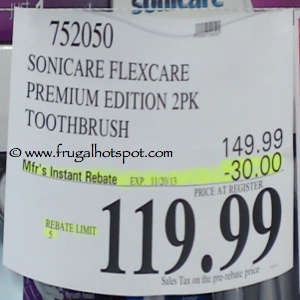 sonicare
752050
SONICARE FLEXCARE
PREMIUM EDITION 2PK
TOOTHBRUSH
© www.frugalhotspot.com
149.99
Mfr's Instant Rebate EXP. 11/20/13 -30.00
PRICE AT REGISTER
REBATE LIMIT
5
119.99
Sales Tax on the pre-rebate price